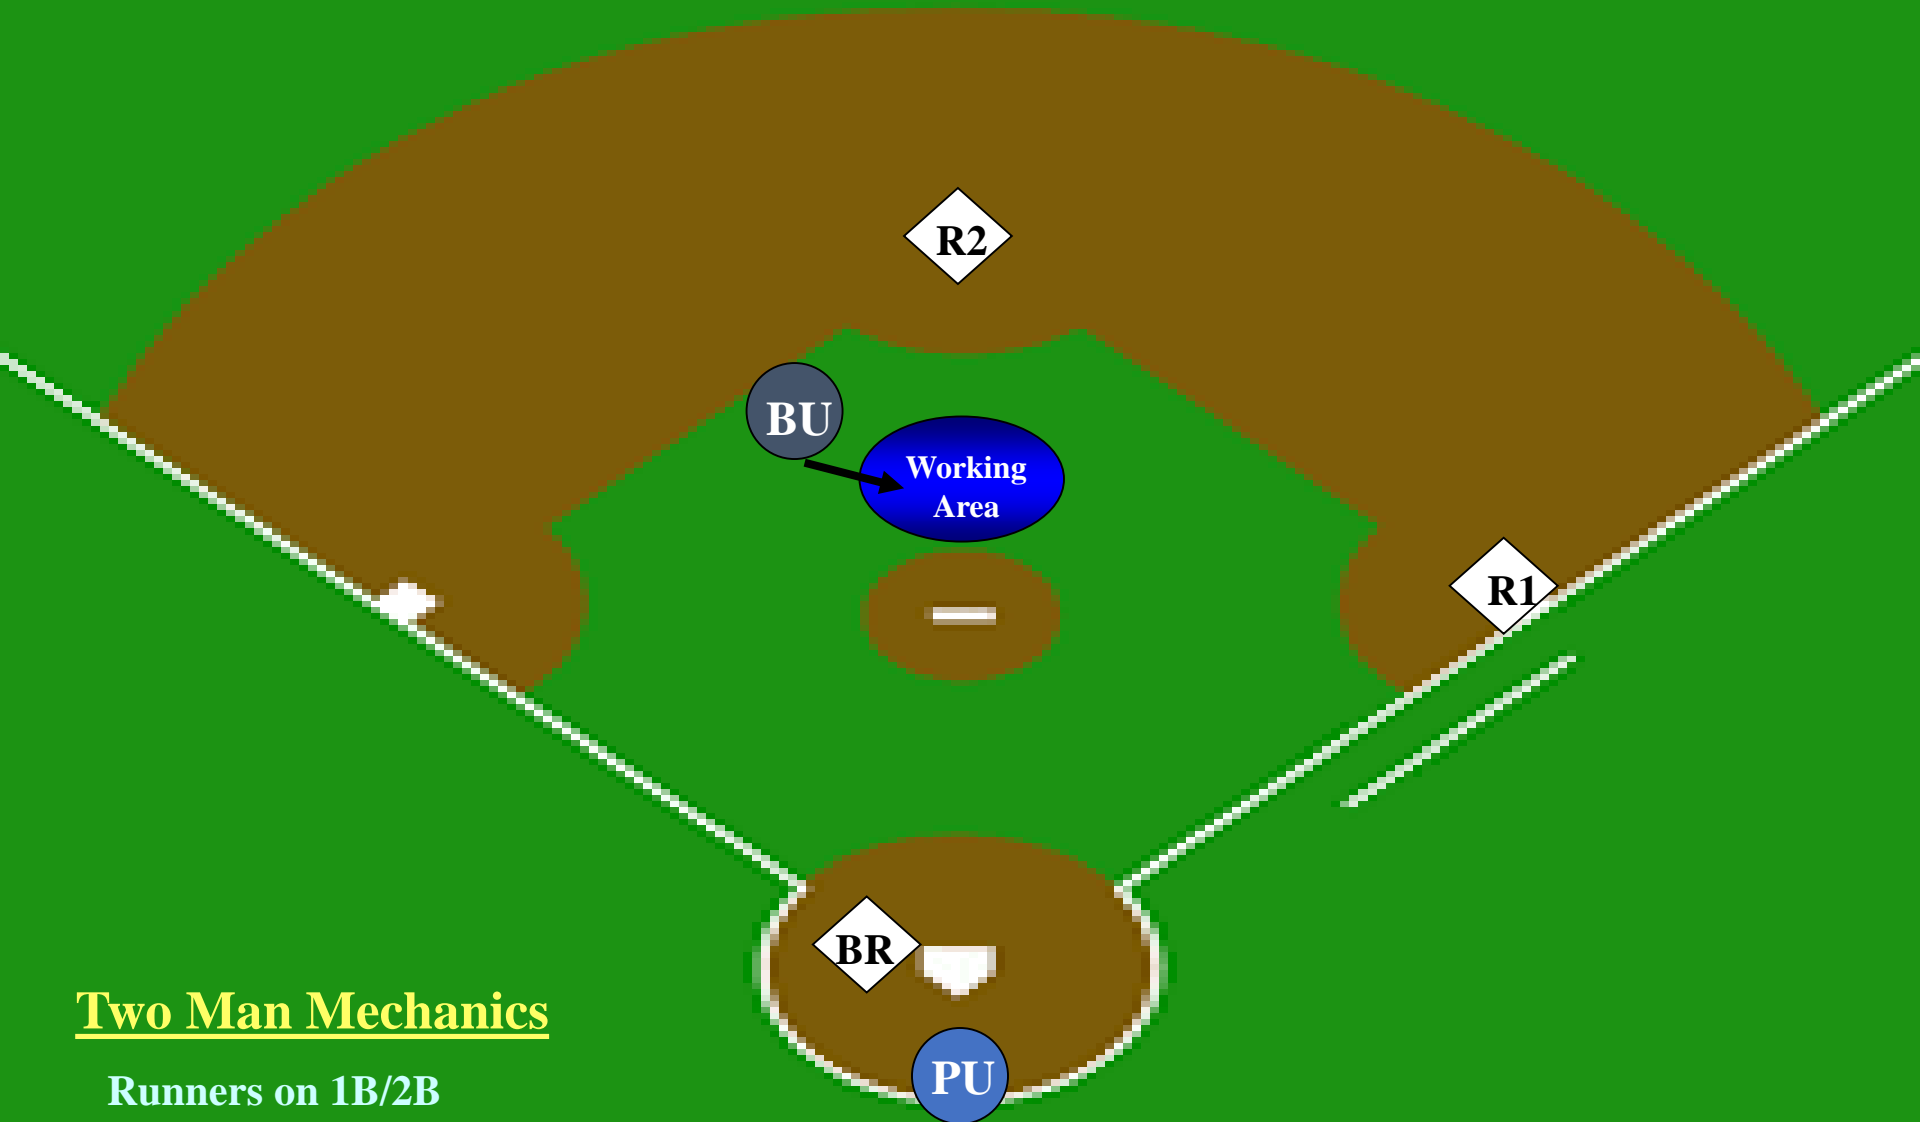 R2
BU
Working
Area
R1
BR
Two Man Mechanics
PU
Runners on 1B/2B